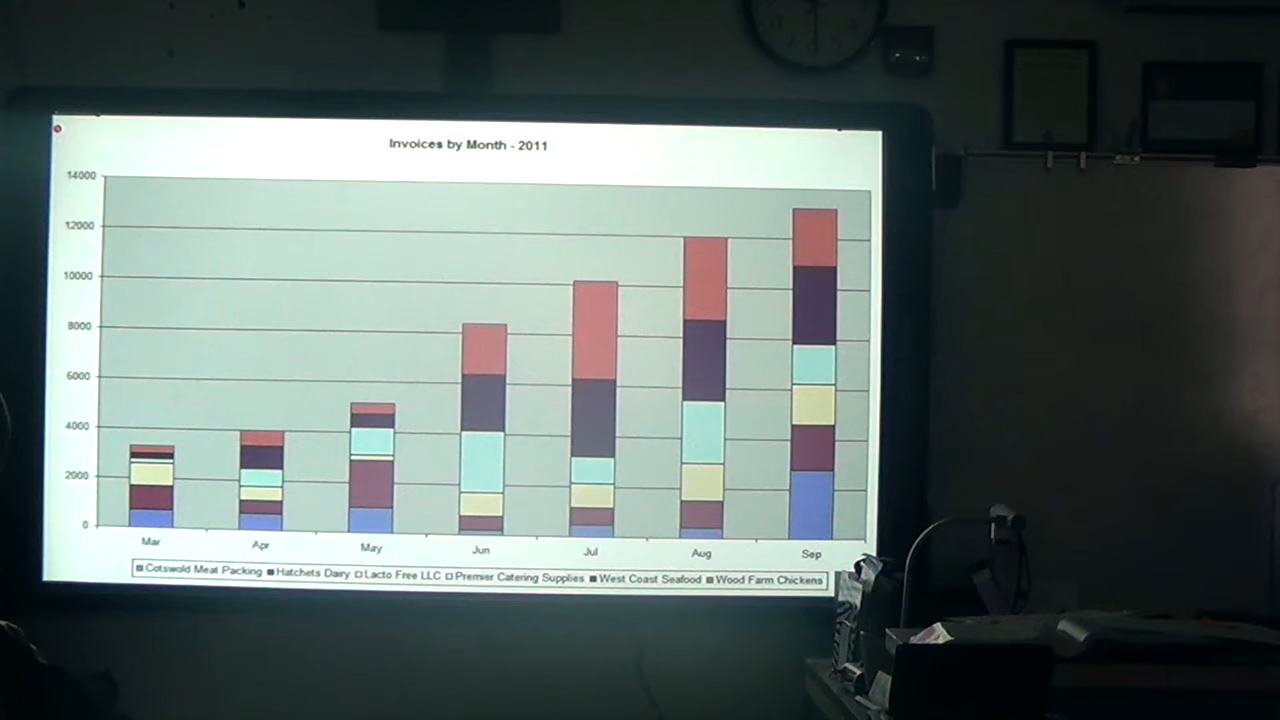 Invoices by Month - 2011
14000
12000
10000
8000
6000
4000
2000
0
Mar Apr May Jun Jul Aug Sep
Cotswold Meat Packing Hatchets Dairy Lacto Free LLC Premier Catering Supplies West Coast Seafood Wood Farm Chickens